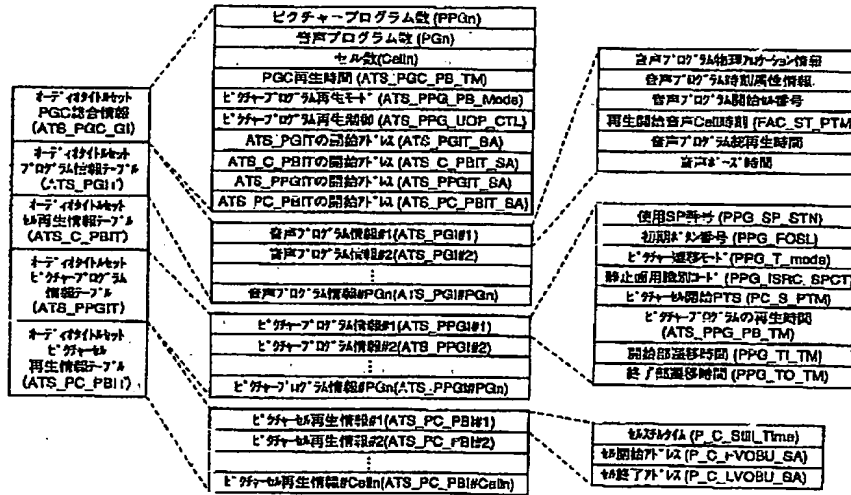 オーディオタイトルセット
PGC総合情報
(ATS_PGC_GI)
オーディオタイトルセット
プログラム情報テーブル
(ATS_PGIT)
オーディオタイトルセット
セル再生情報テーブル
(ATS_C_PBIT)
オーディオタイトルセット
ピクチャープログラム
情報テーブル
(ATS_PPGIT)
オーディオタイトルセット
ピクチャーセル
再生情報テーブル
(ATS_PC_PBIT)
ピクチャープログラム数 (PPGn)
音声プログラム数 (PGn)
セル数(Celln)
PGC再生時間 (ATS_PGC_PB_TM)
ピクチャープログラム再生モード (ATS_PPG_PB_Mode)
ピクチャープログラム再生制御 (ATS_PPG_UOP_CTL)
ATS_PGITの開始アドレス (ATS_PGIT_SA)
ATS_C_PBITの開始アドレス (ATS_C_PBIT_SA)
ATS_PPGITの開始アドレス (ATS_PPGIT_SA)
ATS_PC_PBITの開始アドレス (ATS_PC_PBIT_SA)
音声プログラム情報#1(ATS_PGI#1)
音声プログラム情報#2(ATS_PGI#2)
⋮
音声プログラム情報#PGn(ATS_PGI#PGn)
ピクチャープログラム情報#1(ATS_PPGI#1)
ピクチャープログラム情報#2(ATS_PPGI#2)
⋮
ピクチャープログラム情報#PGn(ATS_PPGI#PGn)
ピクチャーセル再生情報#1(ATS_PC_PBI#1)
ピクチャーセル再生情報#2(ATS_PC_PBI#2)
⋮
ピクチャーセル再生情報#Celln(ATS_PC_PBI#Celln)
音声プログラム物理アロケーション情報
音声プログラム時刻属性情報
音声プログラム開始セル番号
再生開始音声Cell時刻 (FAC_ST_PTM)
音声プログラム総再生時間
音声ポーズ時間
使用SP番号 (PPG_SP_STN)
初期ボタン番号 (PPG_FOSL)
ピクチャー遷移モード (PPG_T_mode)
静止画用識別コード (PPG_ISRC_SPCT)
ピクチャーセル開始PTS (PC_S_PTM)
ピクチャープログラムの再生時間
(ATS_PPG_PB_TM)
開始部遷移時間 (PPG_TI_TM)
終了部遷移時間 (PPG_TO_TM)
セルスチルタイム (P_C_Still_Time)
セル開始アドレス (P_C_FVOBU_SA)
セル終了アドレス (P_C_LVOBU_SA)